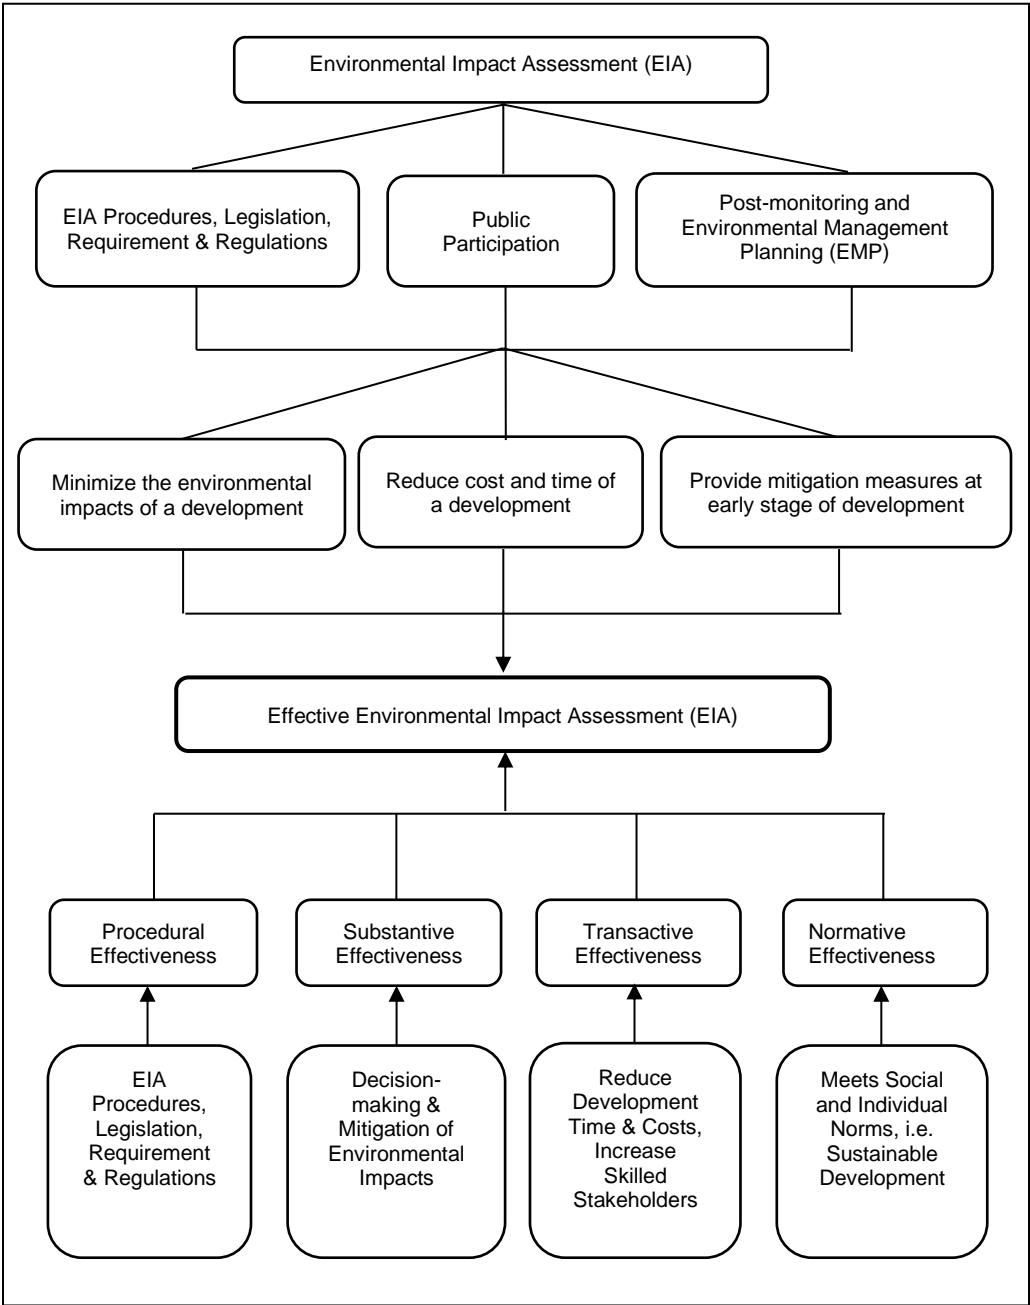 Environmental Impact Assessment (EIA)
EIA Procedures, Legislation,
Requirement & Regulations
Public
Participation
Post-monitoring and
Environmental Management
Planning (EMP)
Minimize the environmental
impacts of a development
Reduce cost and time of
a development
Provide mitigation measures at
early stage of development
Effective Environmental Impact Assessment (EIA)
Procedural
Effectiveness
Substantive
Effectiveness
Transactive
Effectiveness
Normative
Effectiveness
EIA
Procedures,
Legislation,
Requirement
& Regulations
Decision-
making &
Mitigation of
Environmental
Impacts
Reduce
Development
Time & Costs,
Increase
Skilled
Stakeholders
Meets Social
and Individual
Norms, i.e.
Sustainable
Development